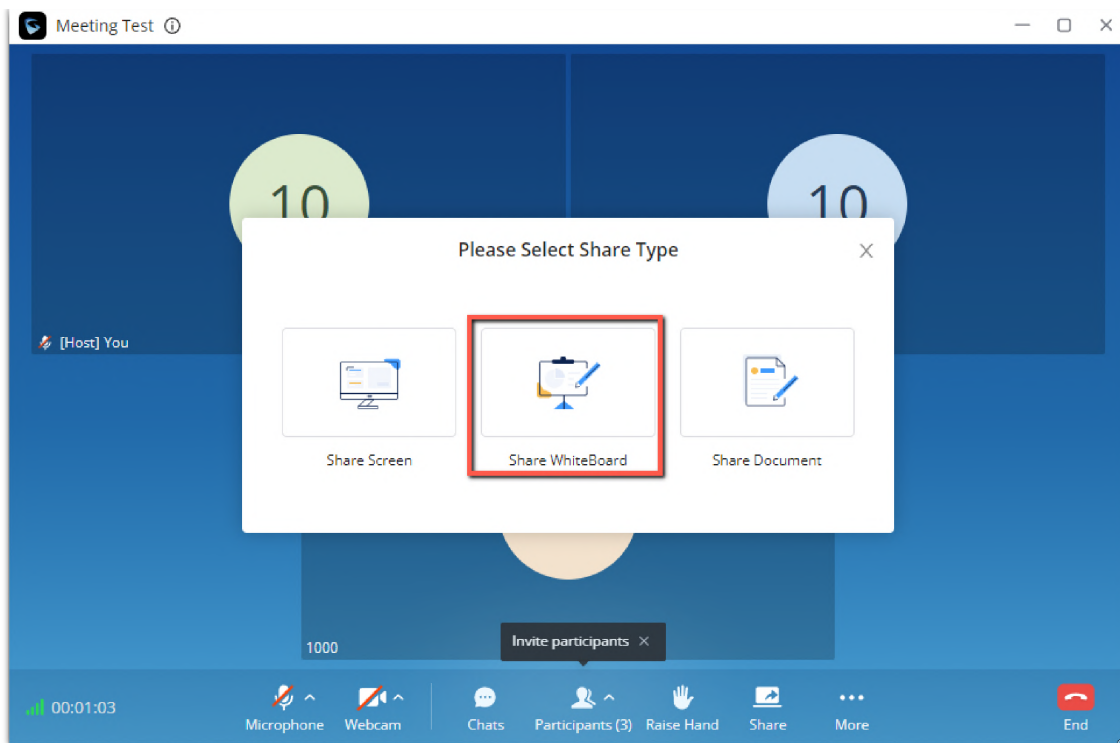 Meeting Test
10
10
Please Select Share Type
[Host] You
Share Screen
Share WhiteBoard
Share Document
1000
Invite participants
00:01:03
Microphone
Webcam
Chats
Participants (3)
Raise Hand
Share
More
End